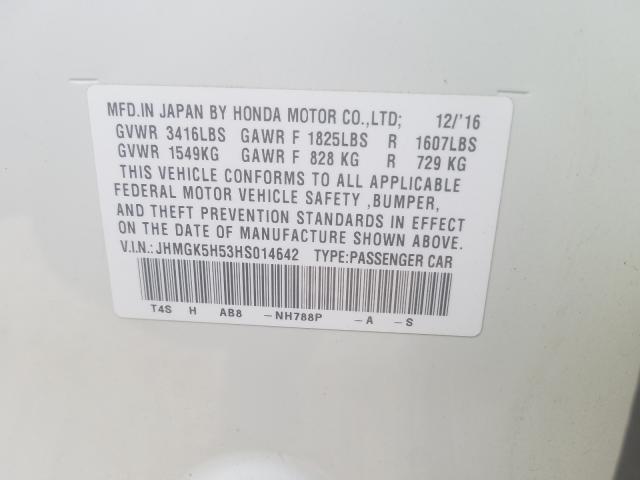 MFD.IN JAPAN BY HONDA MOTOR CO.,LTD; 12/'16
GVWR 3416LBS GAWR F 1825LBS R 1607LBS
GVWR 1549KG GAWR F 828 KG R 729 KG
THIS VEHICLE CONFORMS TO ALL APPLICABLE
FEDERAL MOTOR VEHICLE SAFETY ,BUMPER,
AND THEFT PREVENTION STANDARDS IN EFFECT
ON THE DATE OF MANUFACTURE SHOWN ABOVE.
V.I.N.: JHMGK5H53HS014642 TYPE:PASSENGER CAR
T4S H AB8 -NH788P -A -S